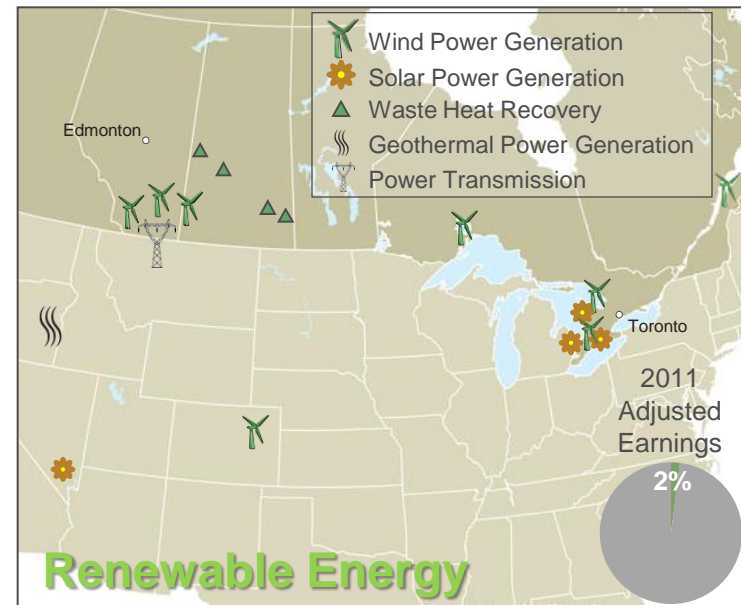 Wind Power Generation
Solar Power Generation
Waste Heat Recovery
Geothermal Power Generation
Power Transmission
Edmonton
Toronto
2011
Adjusted
Earnings
2%
Renewable Energy